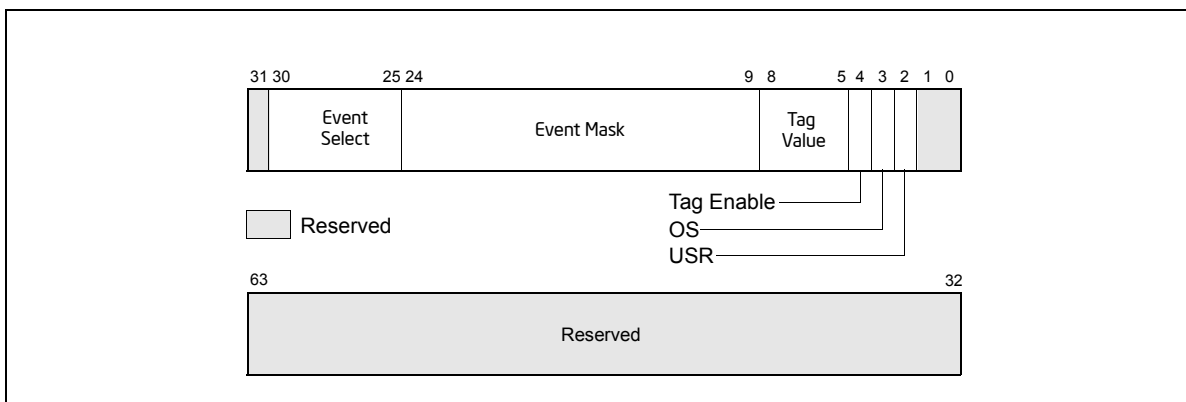 31 30 25 24 9 8 5 4 3 2 1 0
Event
Select
Event Mask
Tag
Value
Tag Enable
OS
USR
Reserved
63 32
Reserved